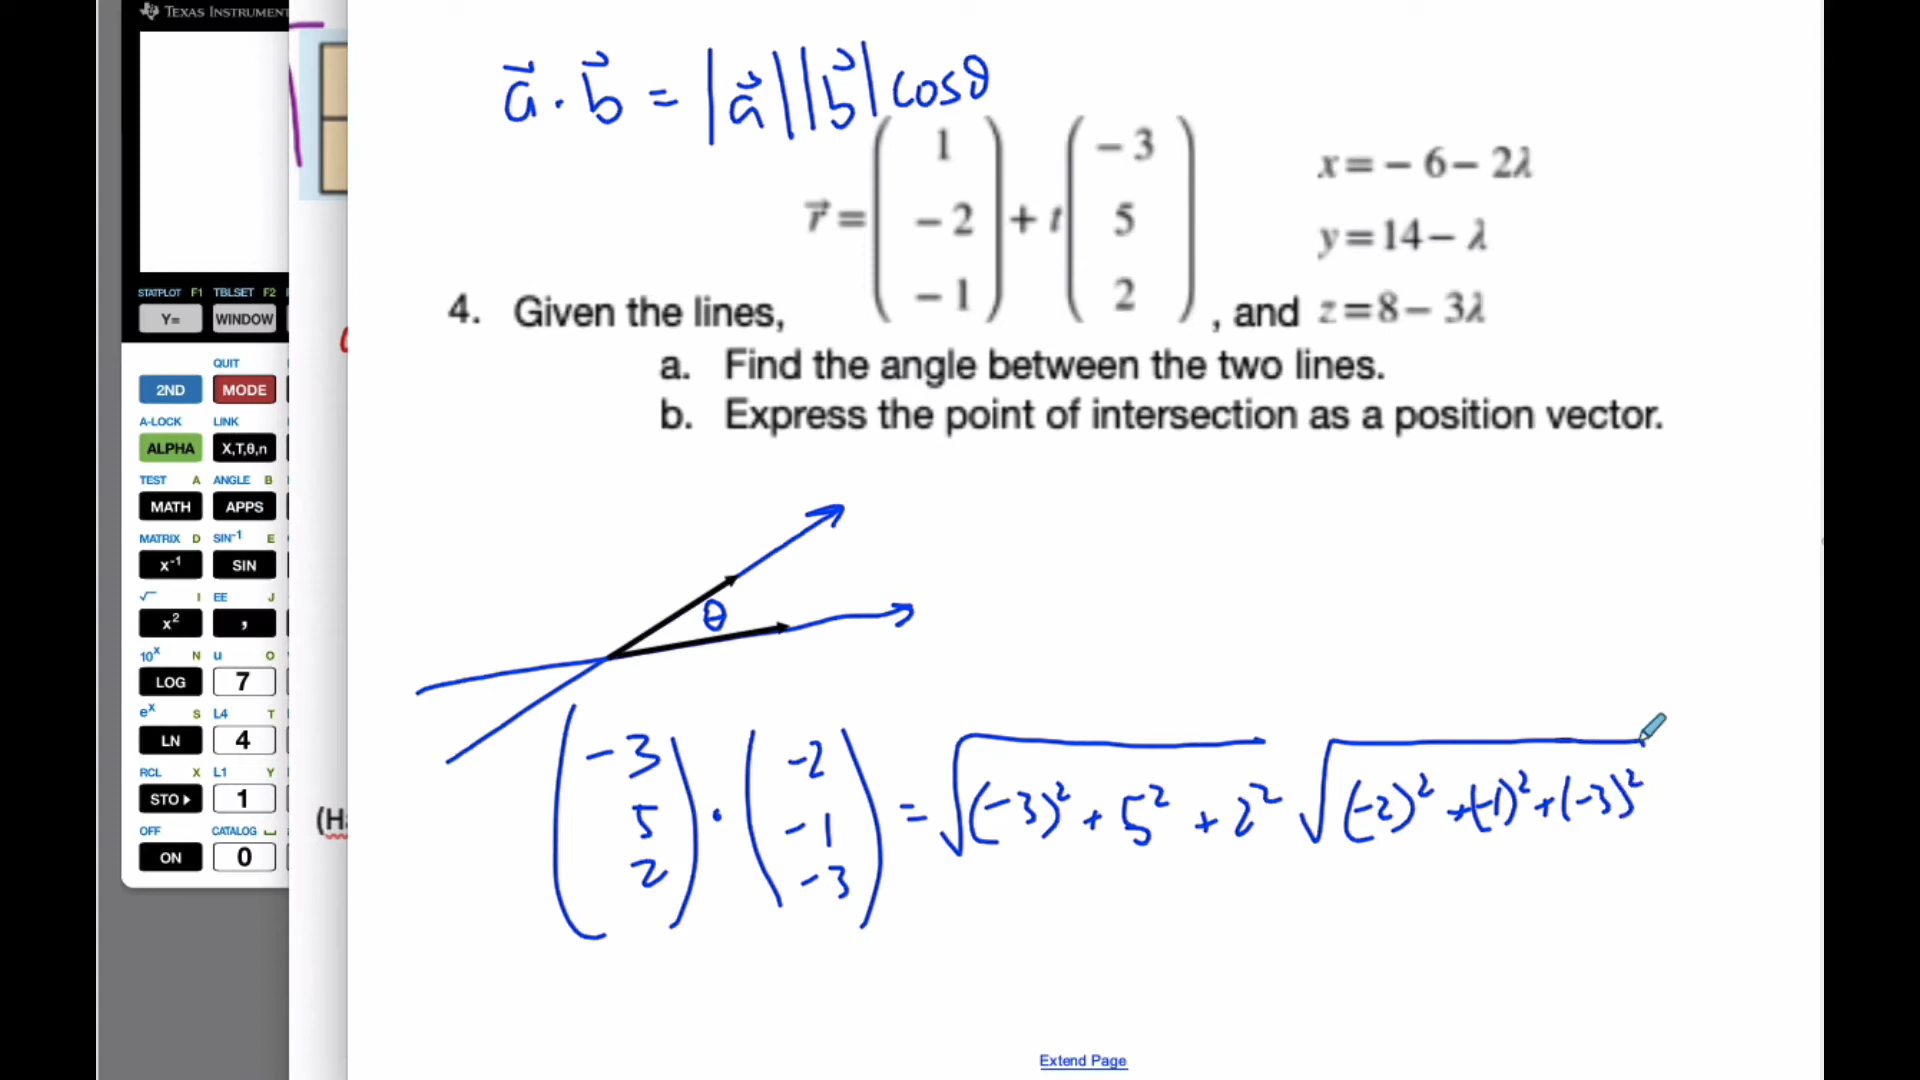 TEXAS INSTRUMENT
STATPLOT F1 TBLSET F2
Y= WINDOW
QUIT
2ND MODE
A-LOCK LINK
ALPHA X,T,θ,n
TEST A ANGLE B
MATH APPS
MATRIX D SIN⁻¹ E
x⁻¹ SIN
√ I EE J
x² ,
10ˣ N u O
LOG 7
eˣ S L4 T
LN 4
RCL X L1 Y
STO▸ 1
OFF CATALOG
ON 0
(H
a⃗ · b⃗ = |a⃗||b⃗| cosθ
r⃗ = (1 −2 −1) + t (−3 5 2)
x = − 6 − 2λ
y = 14 − λ
4. Given the lines, , and z = 8 − 3λ
a. Find the angle between the two lines.
b. Express the point of intersection as a position vector.
θ
(−3 5 2) · (−2 −1 −3) = √(−3)² + 5² + 2² √(−2)² + (−1)² + (−3)²
Extend Page